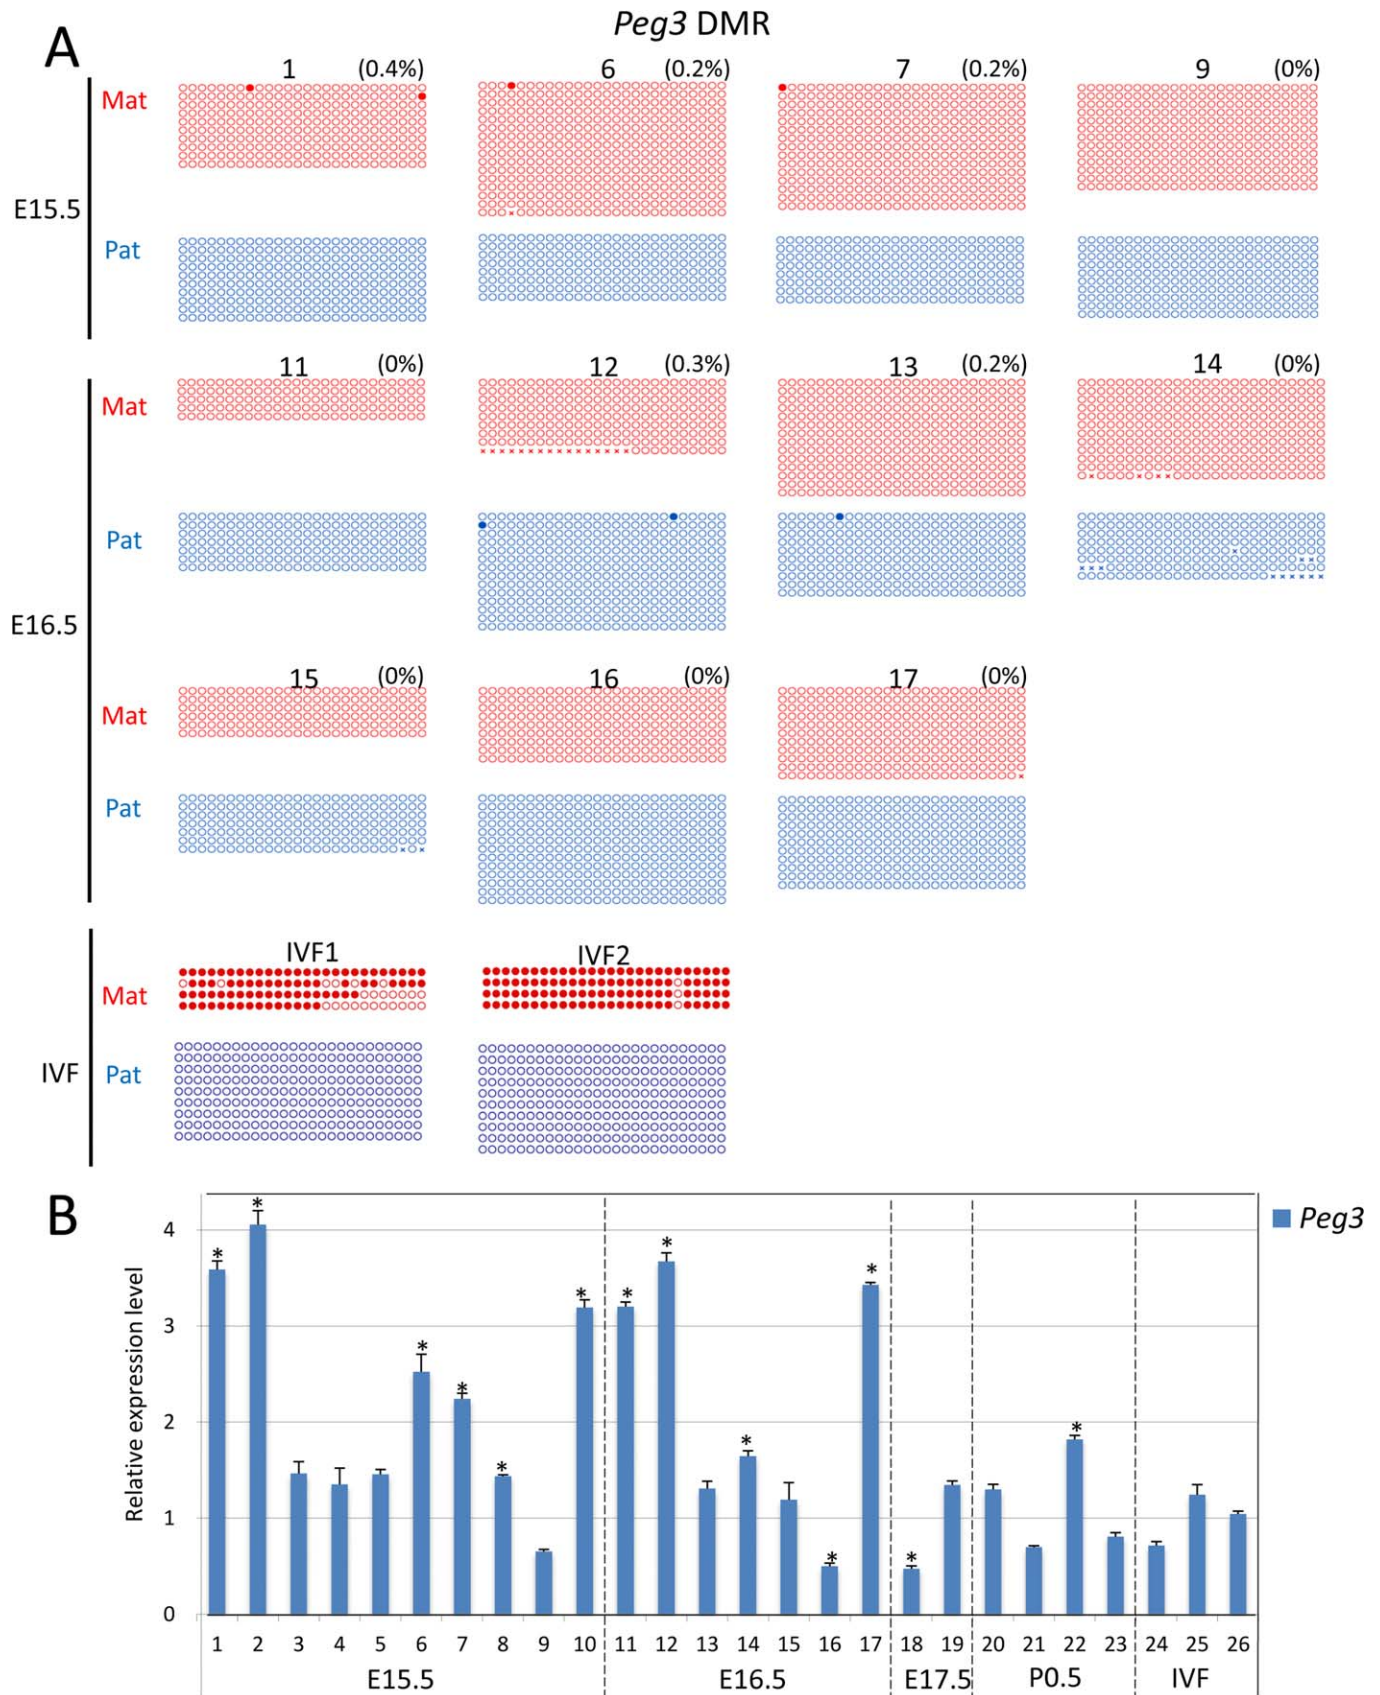 A
Peg3 DMR
1 (0.4%) 6 (0.2%) 7 (0.2%) 9 (0%)
Mat
E15.5
Pat
11 (0%) 12 (0.3%) 13 (0.2%) 14 (0%)
Mat
Pat
E16.5
15 (0%) 16 (0%) 17 (0%)
Mat
Pat
IVF1 IVF2
Mat
IVF Pat
B
Peg3
Relative expression level
4
3
2
1
0
* * * * * * * * * * * * * *
1 2 3 4 5 6 7 8 9 10 11 12 13 14 15 16 17 18 19 20 21 22 23 24 25 26
E15.5 E16.5 E17.5 P0.5 IVF